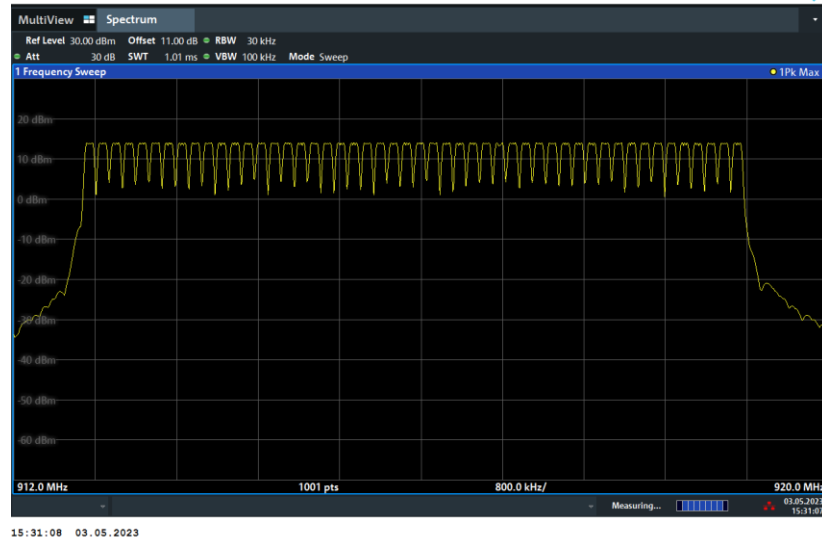 MultiView Spectrum
Ref Level 30.00 dBm Offset 11.00 dB RBW 30 kHz
Att 30 dB SWT 1.01 ms VBW 100 kHz Mode Sweep
1 Frequency Sweep 1Pk Max
20 dBm
10 dBm
0 dBm
-10 dBm
-20 dBm
-30 dBm
-40 dBm
-50 dBm
-60 dBm
912.0 MHz 1001 pts 800.0 kHz/ 920.0 MHz
Measuring... 03.05.2023
15:31:07
15:31:08 03.05.2023